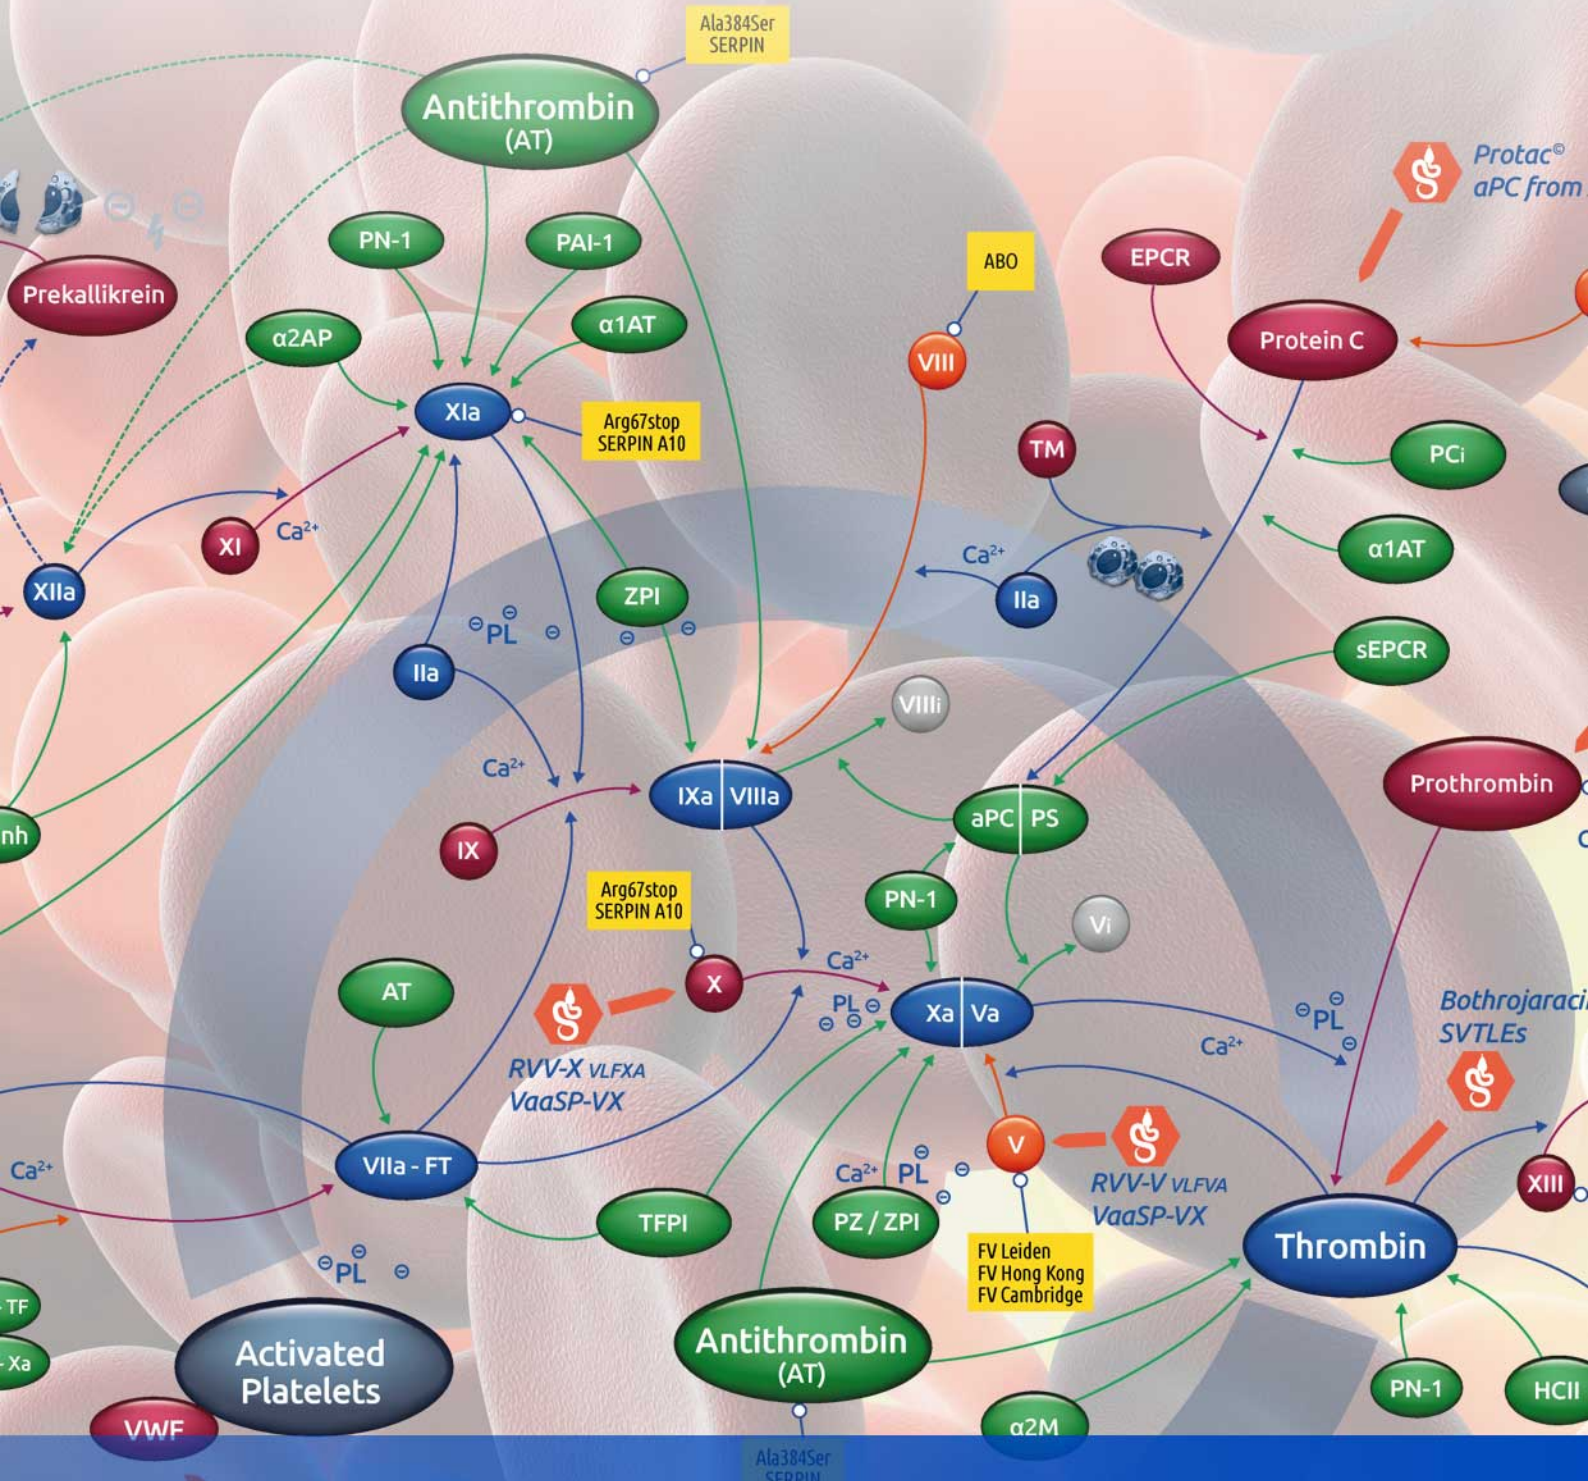 Ala384Ser
SERPIN
Antithrombin
(AT)
Protac©
aPC from
PN-1
PAI-1
ABO
EPCR
Prekallikrein
α2AP
α1AT
VIII
Protein C
XIa
Arg67stop
SERPIN A10
TM
PCi
XI
Ca2+
Ca2+
α1AT
XIIa
ZPI
IIa
PL
sEPCR
IIa
VIIIi
Ca2+
IXa VIIIa
aPC PS
Prothrombin
nh
IX
Arg67stop
SERPIN A10
PN-1
Vi
AT
X
Ca2+
PL
Xa Va
PL
Ca2+
Bothrojaraci
SVTLEs
RVV-X VLFXA
VaaSP-VX
V
VIIa - FT
Ca2+
Ca2+
PL
RVV-V VLFVA
VaaSP-VX
XIII
TFPI
PZ / ZPI
FV Leiden
FV Hong Kong
FV Cambridge
Thrombin
PL
- TF
- Xa
Activated
Platelets
Antithrombin
(AT)
PN-1
HCII
VWF
α2M
Ala384Ser
SERPIN